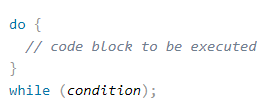 do {
  // code block to be executed
}
while (condition);